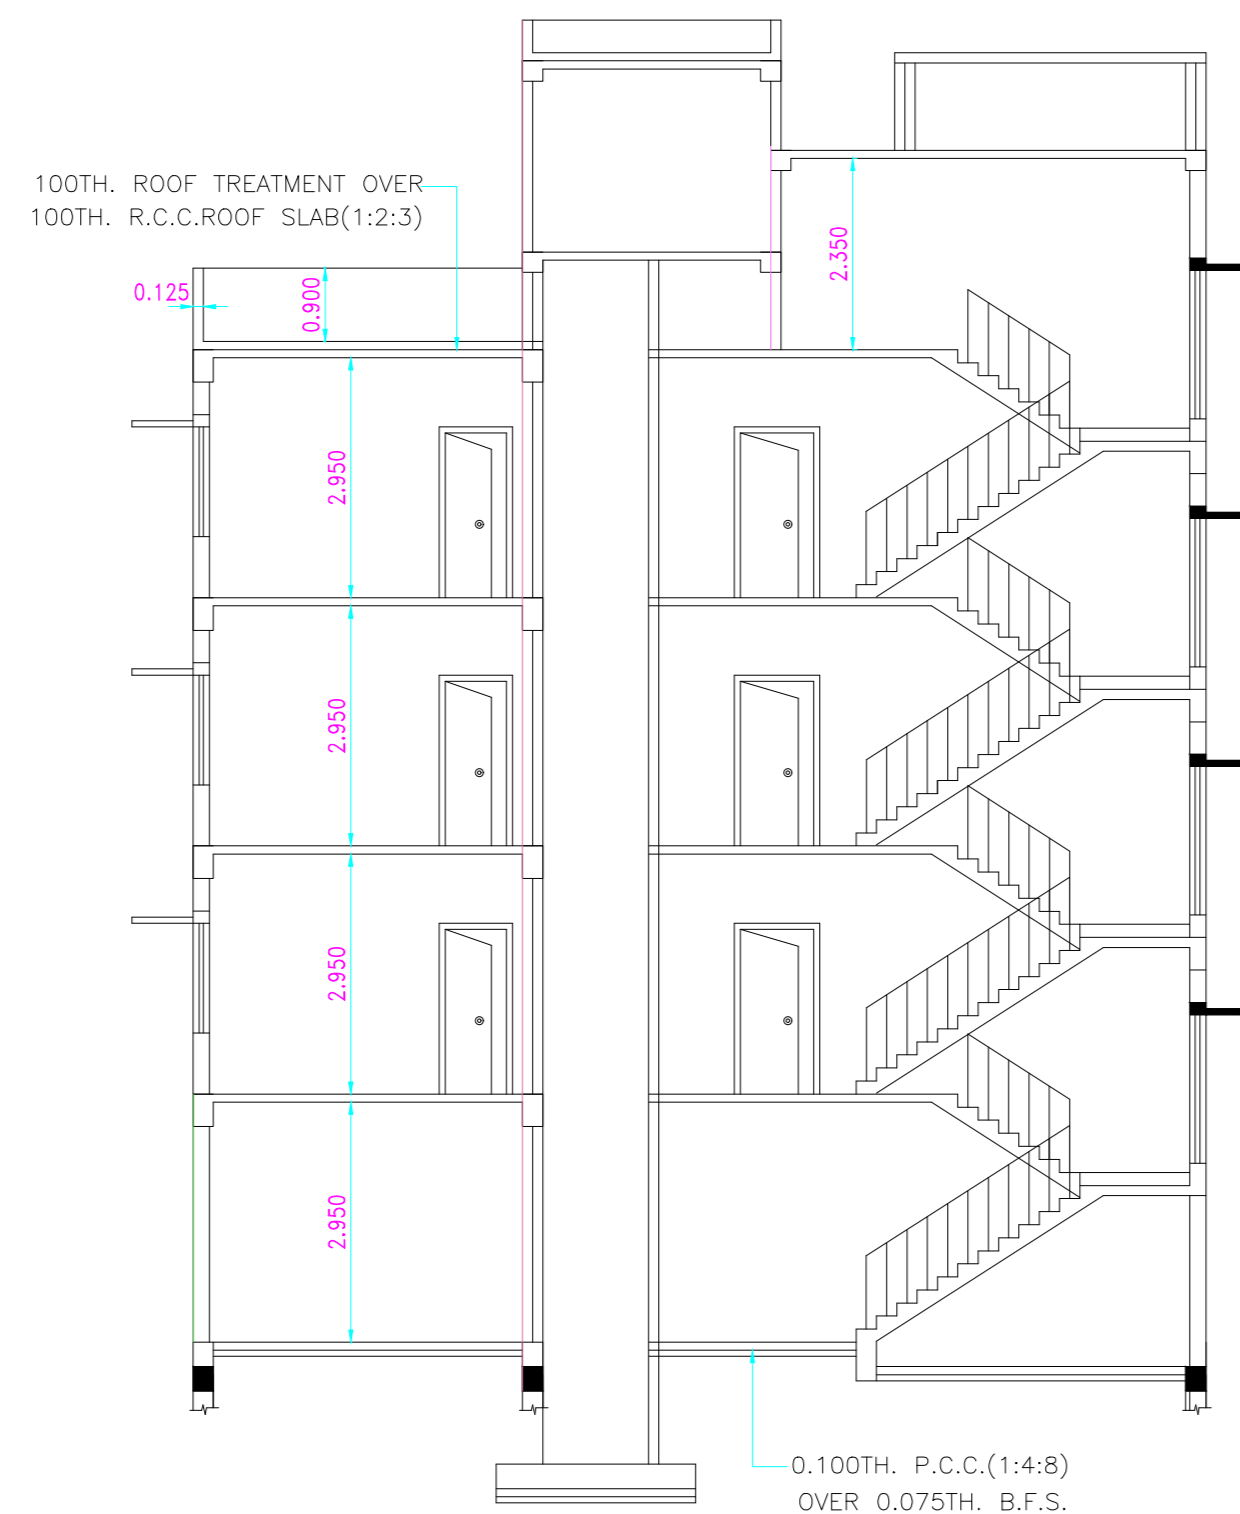 100TH. ROOF TREATMENT OVER
100TH. R.C.C.ROOF SLAB(1:2:3)
2.350
0.125
0.900
2.950
2.950
2.950
2.950
0.100TH. P.C.C.(1:4:8)
OVER 0.075TH. B.F.S.